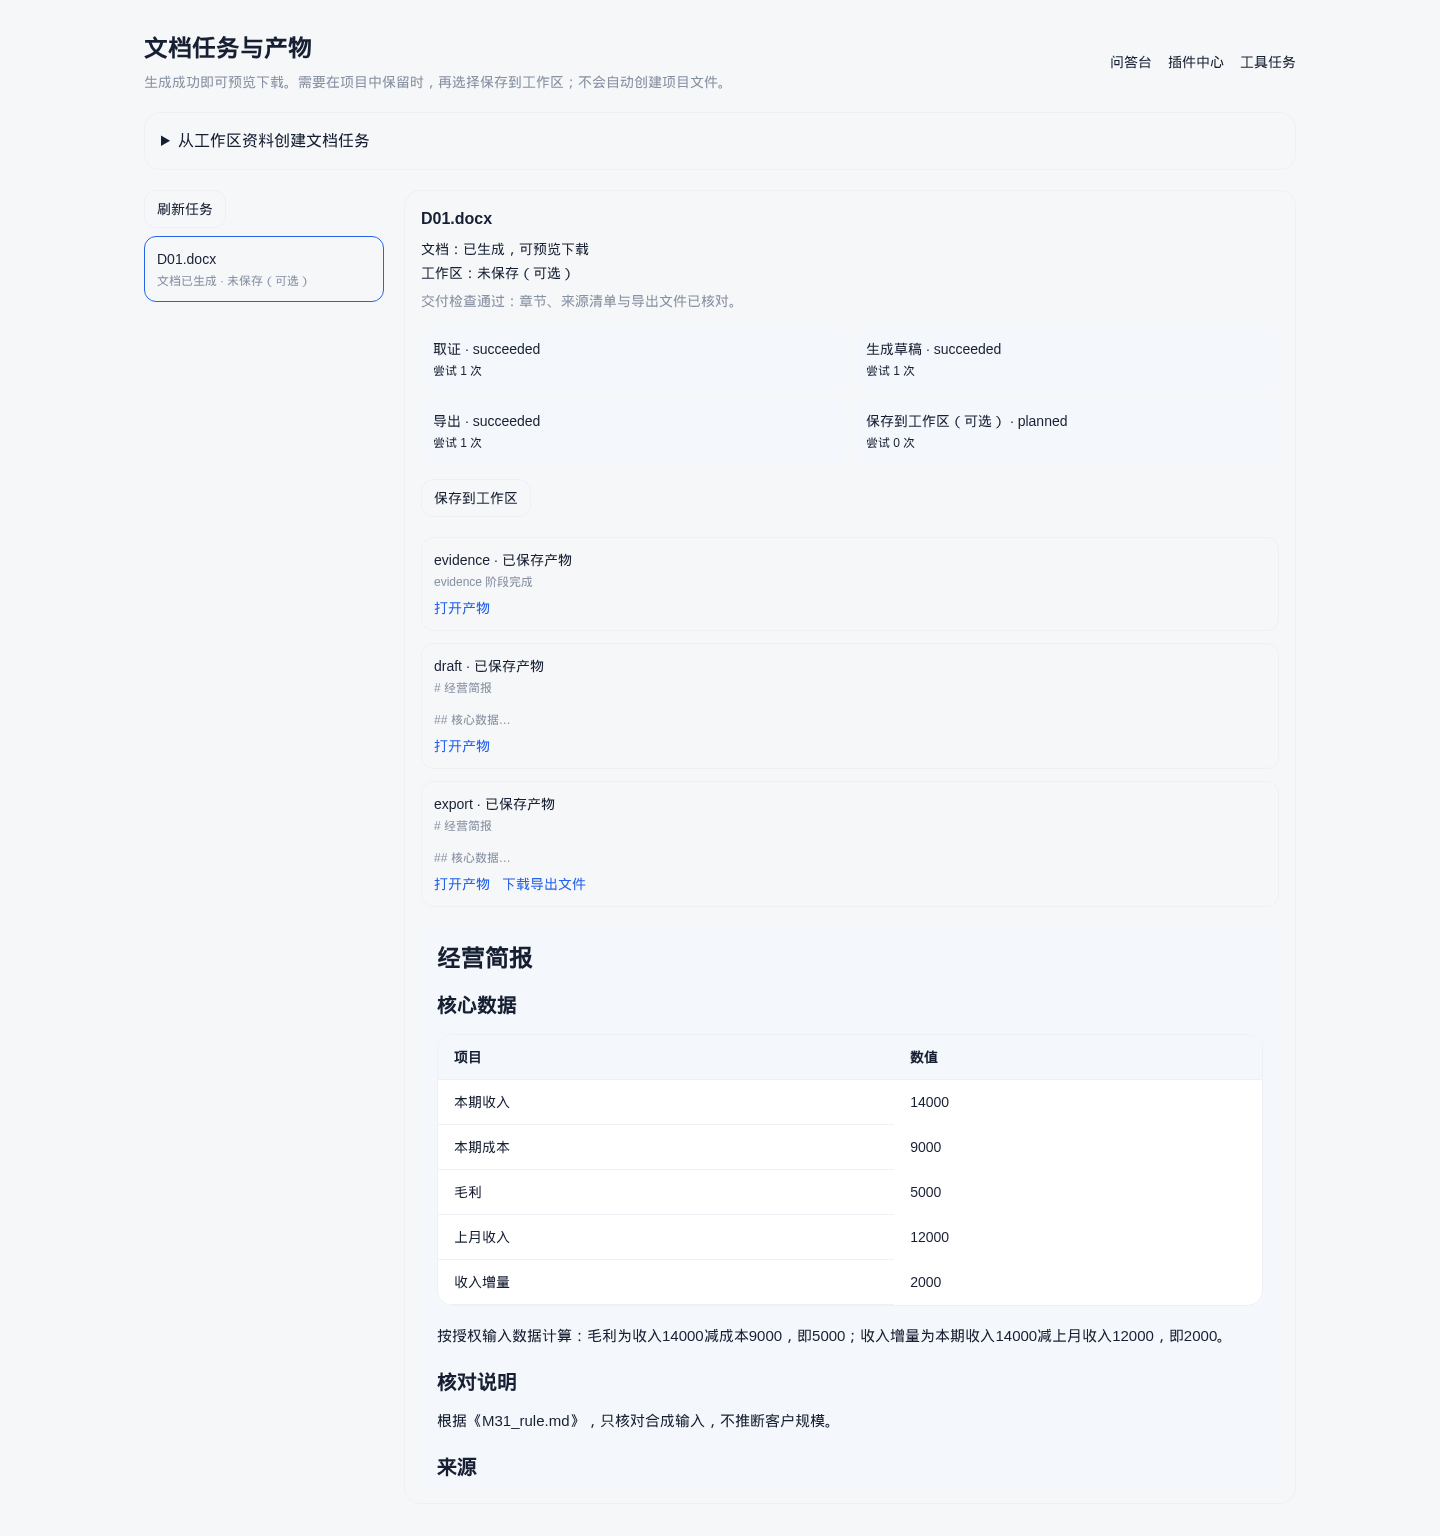 文档任务与产物
生成成功即可预览下载。需要在项目中保留时，再选择保存到工作区；不会自动创建项目文件。
问答台 插件中心 工具任务
▶ 从工作区资料创建文档任务
刷新任务
D01.docx
文档已生成 · 未保存（可选）
D01.docx
文档：已生成，可预览下载
工作区：未保存（可选）
交付检查通过：章节、来源清单与导出文件已核对。
取证 · succeeded
尝试 1 次
生成草稿 · succeeded
尝试 1 次
导出 · succeeded
尝试 1 次
保存到工作区（可选） · planned
尝试 0 次
保存到工作区
evidence · 已保存产物
evidence 阶段完成
打开产物
draft · 已保存产物
# 经营简报
## 核心数据...
打开产物
export · 已保存产物
# 经营简报
## 核心数据...
打开产物 下载导出文件
经营简报
核心数据
项目 数值
本期收入 14000
本期成本 9000
毛利 5000
上月收入 12000
收入增量 2000
按授权输入数据计算：毛利为收入14000减成本9000，即5000；收入增量为本期收入14000减上月收入12000，即2000。
核对说明
根据《M31_rule.md》，只核对合成输入，不推断客户规模。
来源